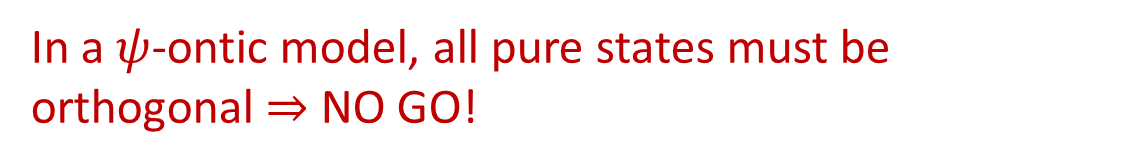 In a 𝜓-ontic model, all pure states must be
orthogonal ⇒ NO GO!